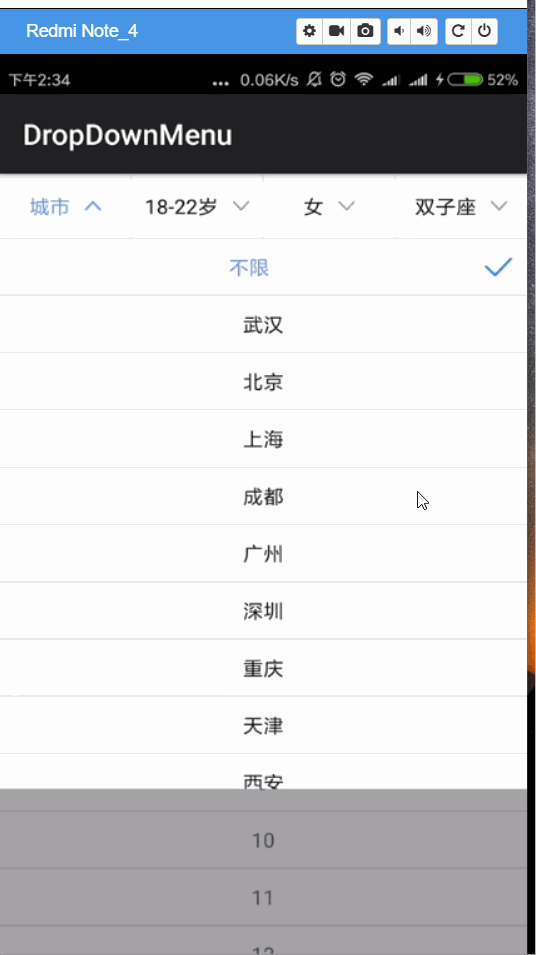 Redmi Note_4
下午2:34 ... 0.06K/s 52%
DropDownMenu
城市 18-22岁 女 双子座
不限
武汉
北京
上海
成都
广州
深圳
重庆
天津
西安
10
11
12